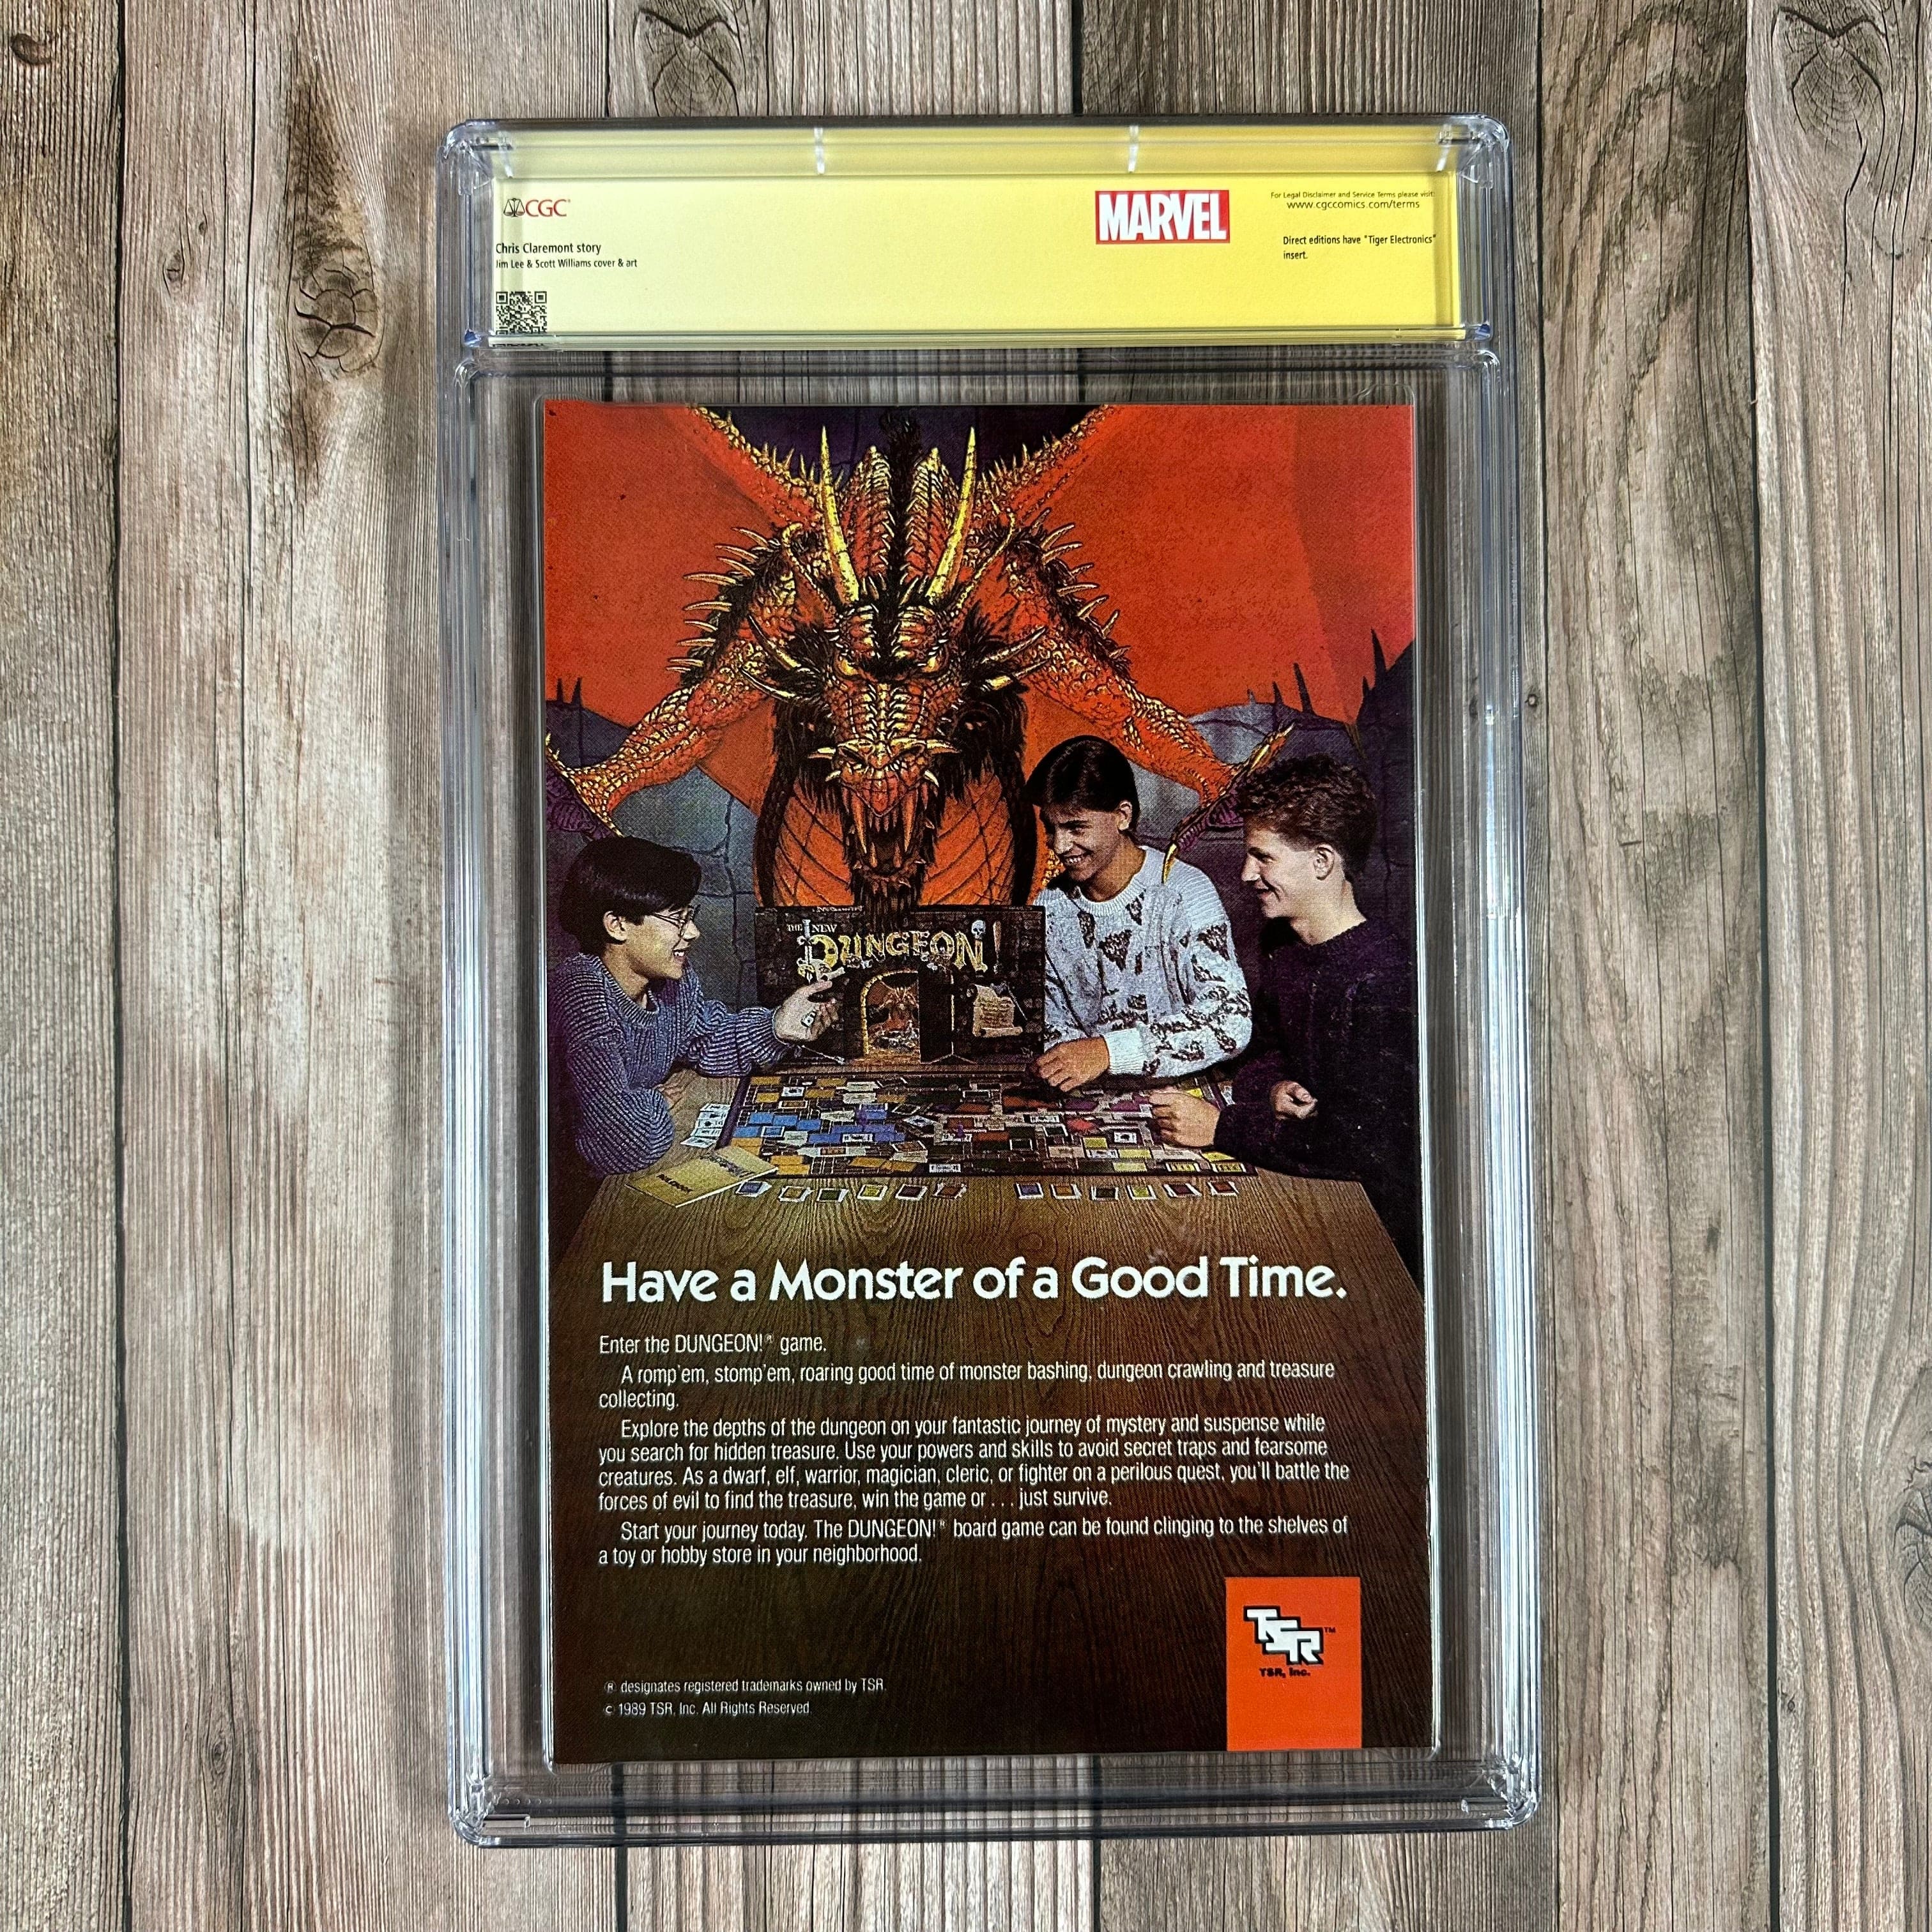 CGC
Chris Claremont story
Jim Lee & Scott Williams cover & art
MARVEL
For Legal Disclaimer and Service Terms please visit:
www.cgccomics.com/terms
Direct editions have "Tiger Electronics"
insert.
THE NEW
DUNGEON!
Have a Monster of a Good Time.
Enter the DUNGEON!® game.
A romp'em, stomp'em, roaring good time of monster bashing, dungeon crawling and treasure
collecting.
Explore the depths of the dungeon on your fantastic journey of mystery and suspense while
you search for hidden treasure. Use your powers and skills to avoid secret traps and fearsome
creatures. As a dwarf, elf, warrior, magician, cleric, or fighter on a perilous quest, you'll battle the
forces of evil to find the treasure, win the game or . . . just survive.
Start your journey today. The DUNGEON!® board game can be found clinging to the shelves of
a toy or hobby store in your neighborhood.
TSR™
TSR, Inc.
® designates registered trademarks owned by TSR.
© 1989 TSR, Inc. All Rights Reserved.